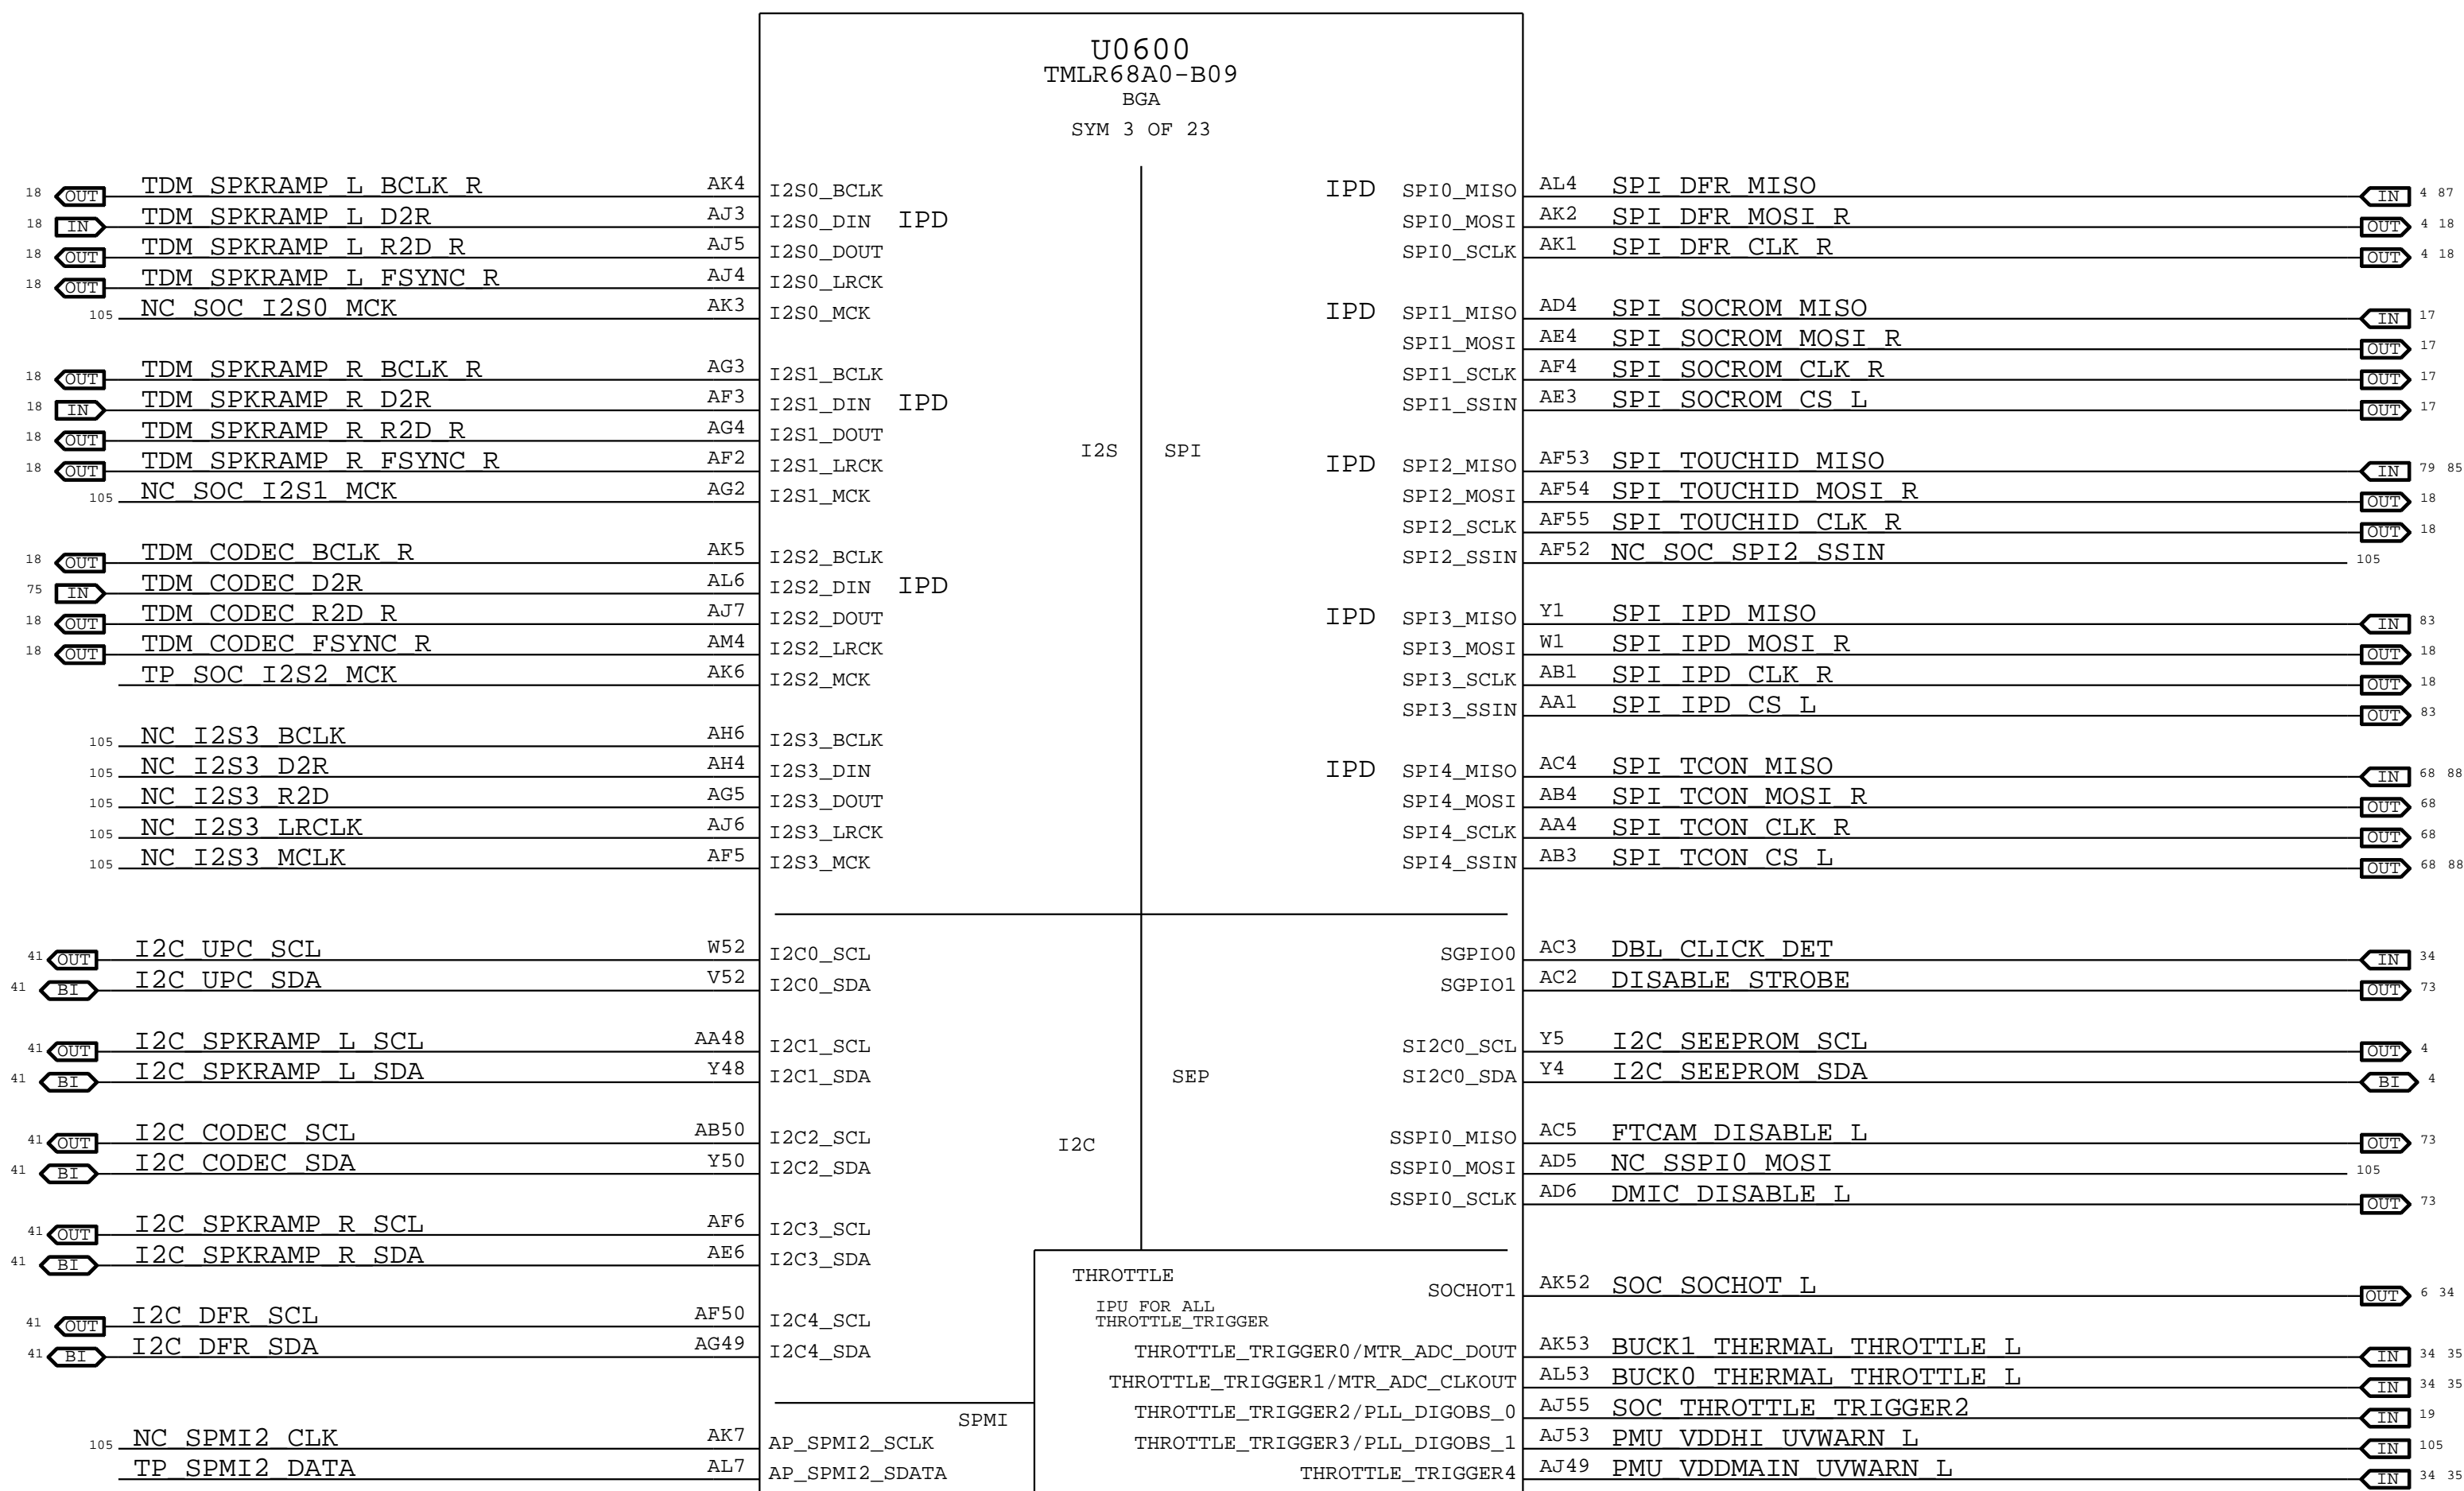 U0600
TMLR68A0-B09
BGA
SYM 3 OF 23
18 OUT TDM_SPKRAMP_L_BCLK_R AK4 I2S0_BCLK
18 IN TDM_SPKRAMP_L_D2R AJ3 I2S0_DIN IPD
18 OUT TDM_SPKRAMP_L_R2D_R AJ5 I2S0_DOUT
18 OUT TDM_SPKRAMP_L_FSYNC_R AJ4 I2S0_LRCK
105 NC_SOC_I2S0_MCK AK3 I2S0_MCK
18 OUT TDM_SPKRAMP_R_BCLK_R AG3 I2S1_BCLK
18 IN TDM_SPKRAMP_R_D2R AF3 I2S1_DIN IPD
18 OUT TDM_SPKRAMP_R_R2D_R AG4 I2S1_DOUT
18 OUT TDM_SPKRAMP_R_FSYNC_R AF2 I2S1_LRCK
105 NC_SOC_I2S1_MCK AG2 I2S1_MCK
18 OUT TDM_CODEC_BCLK_R AK5 I2S2_BCLK
75 IN TDM_CODEC_D2R AL6 I2S2_DIN IPD
18 OUT TDM_CODEC_R2D_R AJ7 I2S2_DOUT
18 OUT TDM_CODEC_FSYNC_R AM4 I2S2_LRCK
TP_SOC_I2S2_MCK AK6 I2S2_MCK
105 NC_I2S3_BCLK AH6 I2S3_BCLK
105 NC_I2S3_D2R AH4 I2S3_DIN
105 NC_I2S3_R2D AG5 I2S3_DOUT
105 NC_I2S3_LRCLK AJ6 I2S3_LRCK
105 NC_I2S3_MCLK AF5 I2S3_MCK
I2S
SPI
IPD SPI0_MISO AL4 SPI_DFR_MISO IN 4 87
SPI0_MOSI AK2 SPI_DFR_MOSI_R OUT 4 18
SPI0_SCLK AK1 SPI_DFR_CLK_R OUT 4 18
IPD SPI1_MISO AD4 SPI_SOCROM_MISO IN 17
SPI1_MOSI AE4 SPI_SOCROM_MOSI_R OUT 17
SPI1_SCLK AF4 SPI_SOCROM_CLK_R OUT 17
SPI1_SSIN AE3 SPI_SOCROM_CS_L OUT 17
IPD SPI2_MISO AF53 SPI_TOUCHID_MISO IN 79 85
SPI2_MOSI AF54 SPI_TOUCHID_MOSI_R OUT 18
SPI2_SCLK AF55 SPI_TOUCHID_CLK_R OUT 18
SPI2_SSIN AF52 NC_SOC_SPI2_SSIN 105
IPD SPI3_MISO Y1 SPI_IPD_MISO IN 83
SPI3_MOSI W1 SPI_IPD_MOSI_R OUT 18
SPI3_SCLK AB1 SPI_IPD_CLK_R OUT 18
SPI3_SSIN AA1 SPI_IPD_CS_L OUT 83
IPD SPI4_MISO AC4 SPI_TCON_MISO IN 68 88
SPI4_MOSI AB4 SPI_TCON_MOSI_R OUT 68
SPI4_SCLK AA4 SPI_TCON_CLK_R OUT 68
SPI4_SSIN AB3 SPI_TCON_CS_L OUT 68 88
41 OUT I2C_UPC_SCL W52 I2C0_SCL
41 BI I2C_UPC_SDA V52 I2C0_SDA
41 OUT I2C_SPKRAMP_L_SCL AA48 I2C1_SCL
41 BI I2C_SPKRAMP_L_SDA Y48 I2C1_SDA
41 OUT I2C_CODEC_SCL AB50 I2C2_SCL
41 BI I2C_CODEC_SDA Y50 I2C2_SDA
41 OUT I2C_SPKRAMP_R_SCL AF6 I2C3_SCL
41 BI I2C_SPKRAMP_R_SDA AE6 I2C3_SDA
41 OUT I2C_DFR_SCL AF50 I2C4_SCL
41 BI I2C_DFR_SDA AG49 I2C4_SDA
I2C
SEP
SGPIO0 AC3 DBL_CLICK_DET IN 34
SGPIO1 AC2 DISABLE_STROBE OUT 73
SI2C0_SCL Y5 I2C_SEEPROM_SCL OUT 4
SI2C0_SDA Y4 I2C_SEEPROM_SDA BI 4
SSPI0_MISO AC5 FTCAM_DISABLE_L OUT 73
SSPI0_MOSI AD5 NC_SSPI0_MOSI 105
SSPI0_SCLK AD6 DMIC_DISABLE_L OUT 73
SPMI
105 NC_SPMI2_CLK AK7 AP_SPMI2_SCLK
TP_SPMI2_DATA AL7 AP_SPMI2_SDATA
THROTTLE
IPU FOR ALL
THROTTLE_TRIGGER
SOCHOT1 AK52 SOC_SOCHOT_L OUT 6 34
THROTTLE_TRIGGER0/MTR_ADC_DOUT AK53 BUCK1_THERMAL_THROTTLE_L IN 34 35
THROTTLE_TRIGGER1/MTR_ADC_CLKOUT AL53 BUCK0_THERMAL_THROTTLE_L IN 34 35
THROTTLE_TRIGGER2/PLL_DIGOBS_0 AJ55 SOC_THROTTLE_TRIGGER2 IN 19
THROTTLE_TRIGGER3/PLL_DIGOBS_1 AJ53 PMU_VDDHI_UVWARN_L IN 105
THROTTLE_TRIGGER4 AJ49 PMU_VDDMAIN_UVWARN_L IN 34 35